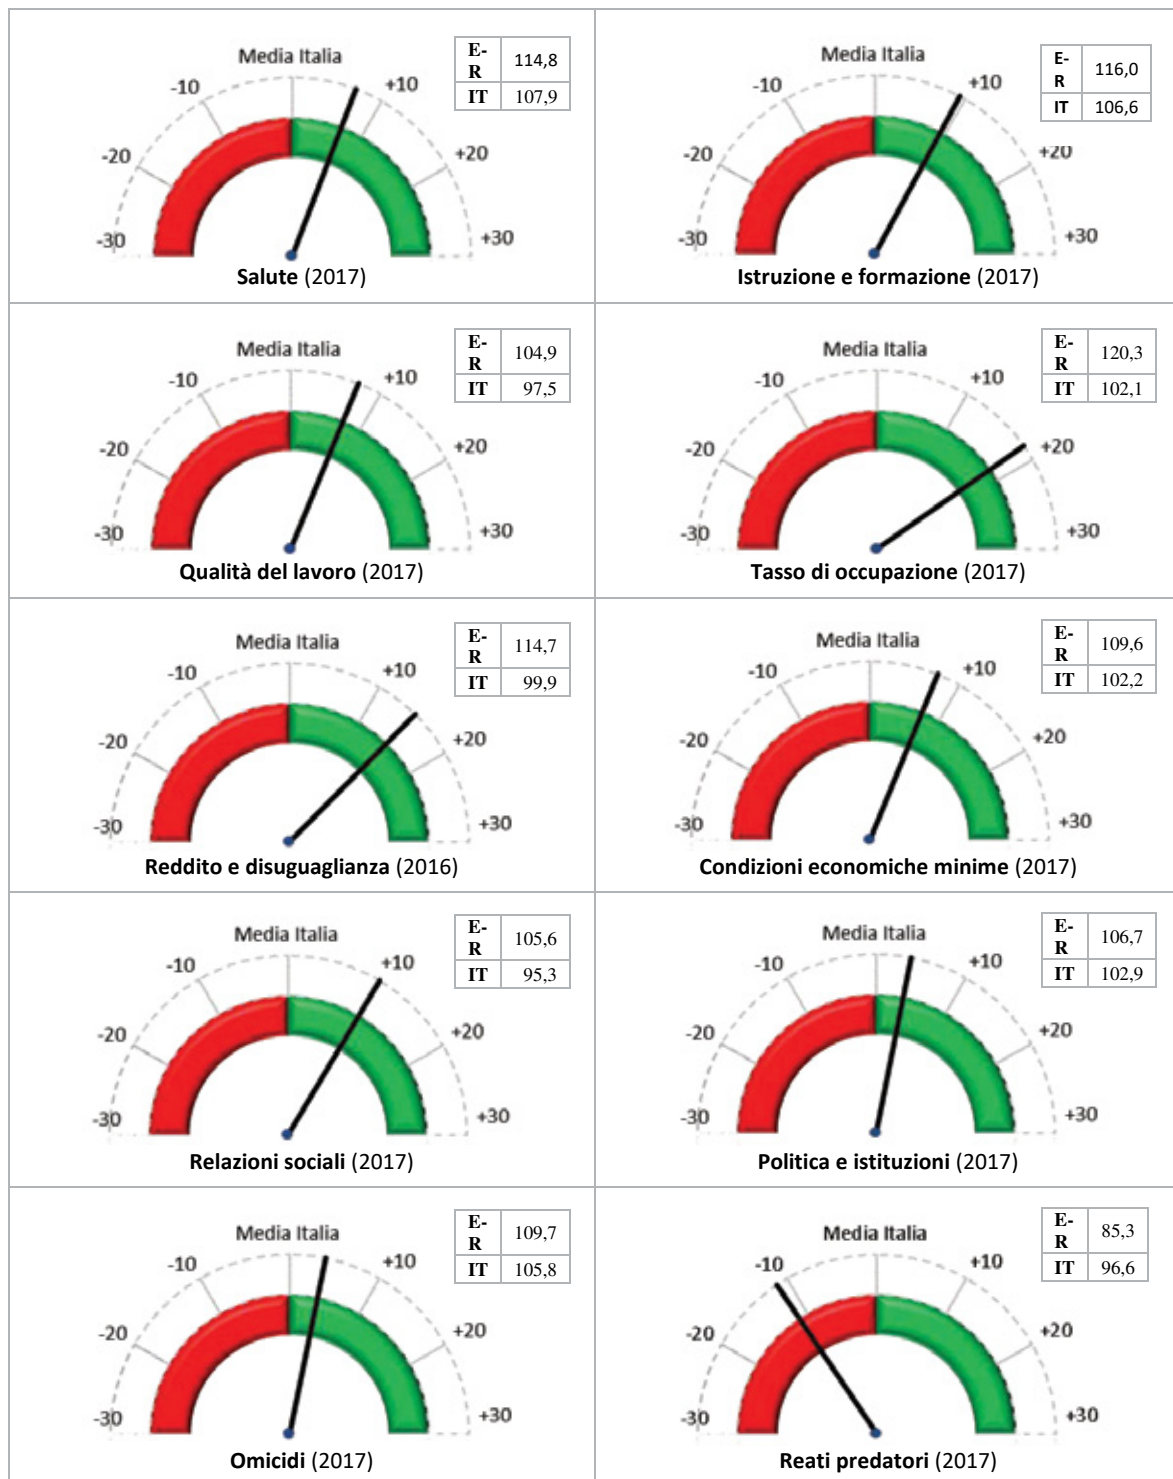 Media Italia
-10
+10
-20
+20
-30
+30
E-R 114,8
IT 107,9
Salute (2017)
Media Italia
-10
+10
-20
+20
-30
+30
E-R 116,0
IT 106,6
Istruzione e formazione (2017)
Media Italia
-10
+10
-20
+20
-30
+30
E-R 104,9
IT 97,5
Qualità del lavoro (2017)
Media Italia
-10
+10
-20
+20
-30
+30
E-R 120,3
IT 102,1
Tasso di occupazione (2017)
Media Italia
-10
+10
-20
+20
-30
+30
E-R 114,7
IT 99,9
Reddito e disuguaglianza (2016)
Media Italia
-10
+10
-20
+20
-30
+30
E-R 109,6
IT 102,2
Condizioni economiche minime (2017)
Media Italia
-10
+10
-20
+20
-30
+30
E-R 105,6
IT 95,3
Relazioni sociali (2017)
Media Italia
-10
+10
-20
+20
-30
+30
E-R 106,7
IT 102,9
Politica e istituzioni (2017)
Media Italia
-10
+10
-20
+20
-30
+30
E-R 109,7
IT 105,8
Omicidi (2017)
Media Italia
-10
+10
-20
+20
-30
+30
E-R 85,3
IT 96,6
Reati predatori (2017)